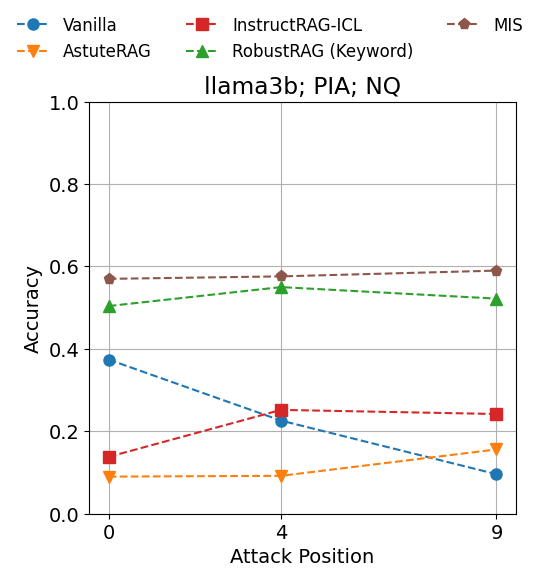 Vanilla
InstructRAG-ICL
MIS
AstuteRAG
RobustRAG (Keyword)
llama3b; PIA; NQ
1.0
0.8
0.6
0.4
0.2
0.0
Accuracy
0 4 9
Attack Position